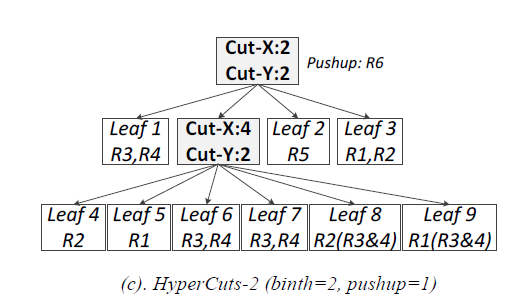 Cut-X:2
Cut-Y:2
Pushup: R6
Leaf 1
R3,R4
Cut-X:4
Cut-Y:2
Leaf 2
R5
Leaf 3
R1,R2
Leaf 4
R2
Leaf 5
R1
Leaf 6
R3,R4
Leaf 7
R3,R4
Leaf 8
R2(R3&4)
Leaf 9
R1(R3&4)
(c). HyperCuts-2 (binth=2, pushup=1)